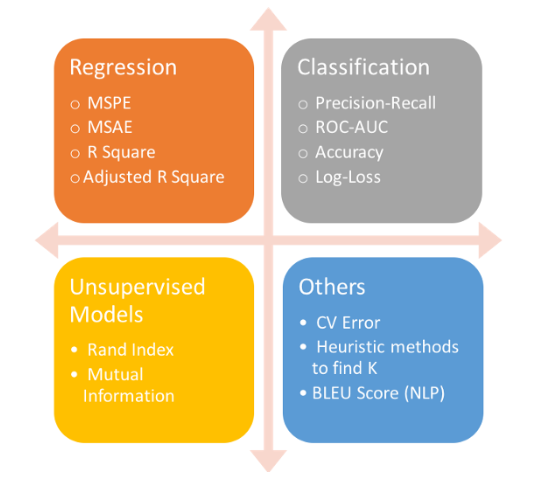 Regression
○ MSPE
○ MSAE
○ R Square
○ Adjusted R Square
Classification
○ Precision-Recall
○ ROC-AUC
○ Accuracy
○ Log-Loss
Unsupervised
Models
• Rand Index
• Mutual
Information
Others
• CV Error
• Heuristic methods
to find K
• BLEU Score (NLP)